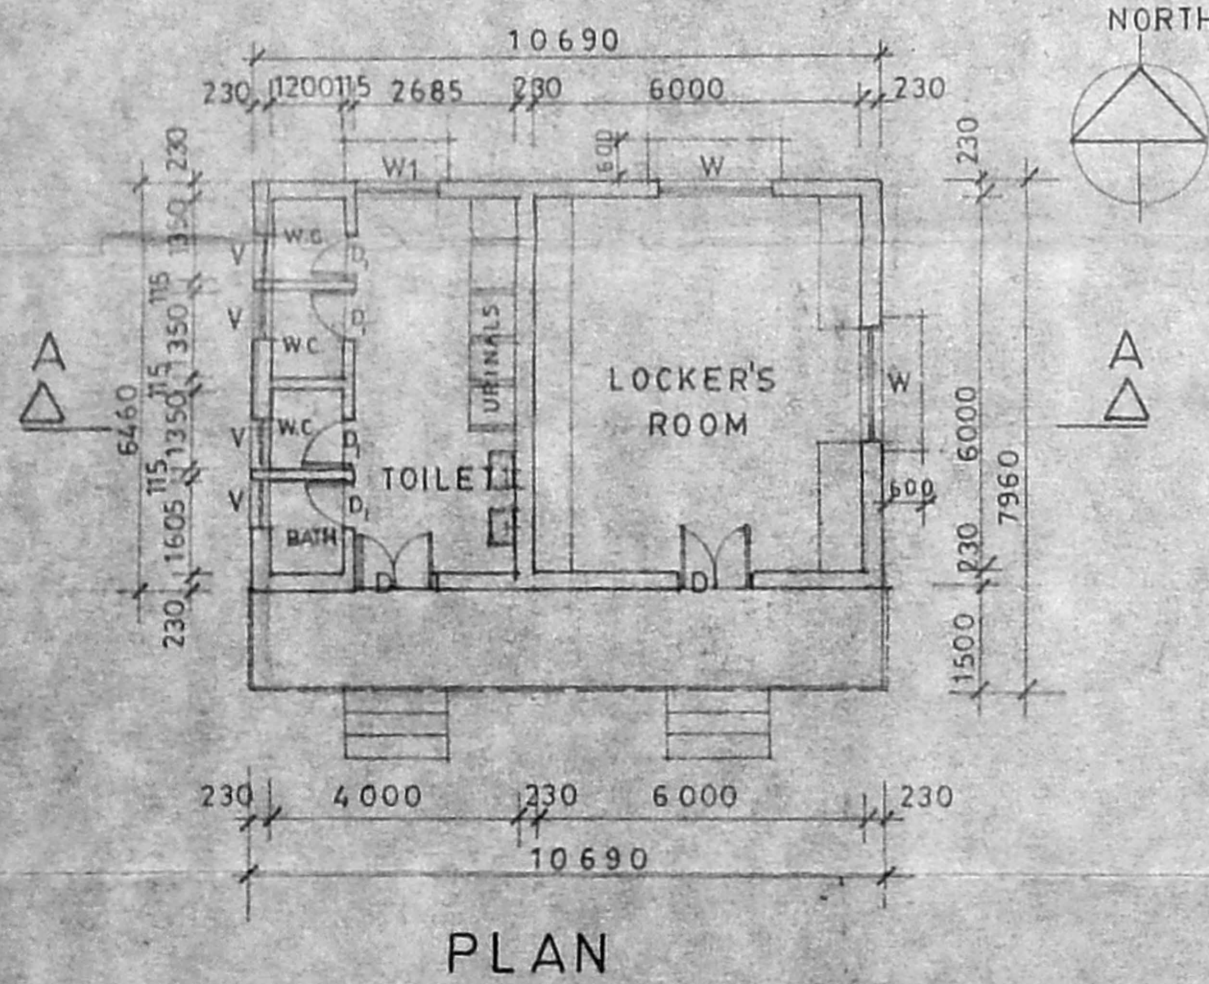 NORTH
10690
230 1200 115 2685 230 6000 230
230
1350
115
1350
115
1350
115
1605
230
6460
W1
600
W
230
6000
230
1500
7960
V
W.C.
D1
V
W.C.
D1
V
W.C.
D1
V
BATH
D1
URINALS
TOILET
LOCKER'S
ROOM
W
600
D
D
A
A
230 4000 230 6000 230
10690
PLAN